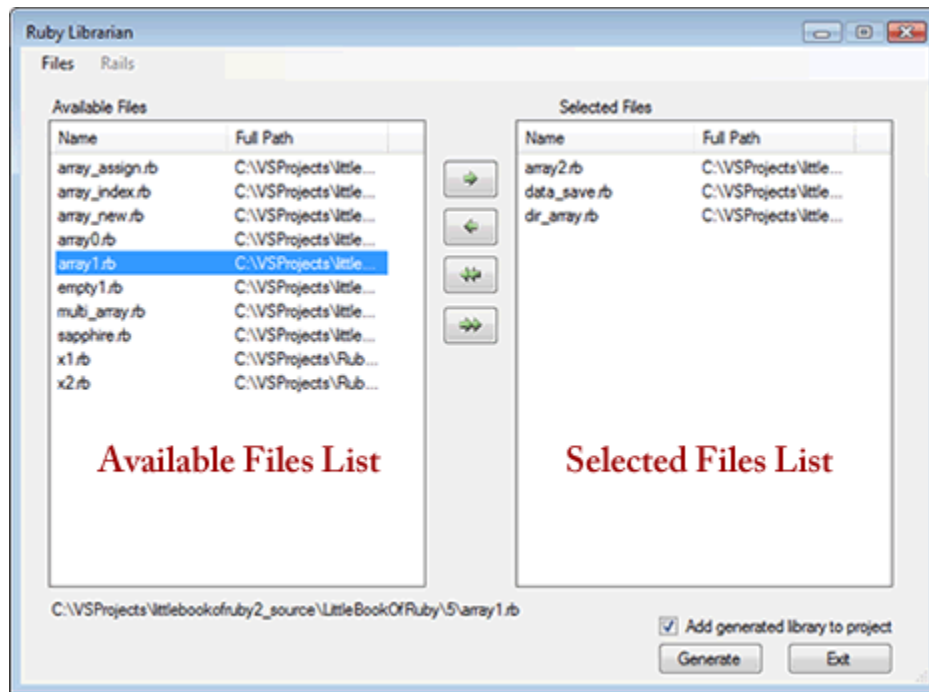 Ruby Librarian
Files Rails
Available Files
Name Full Path
array_assign.rb C:\VSProjects\little...
array_index.rb C:\VSProjects\little...
array_new.rb C:\VSProjects\little...
array0.rb C:\VSProjects\little...
array1.rb C:\VSProjects\little...
empty1.rb C:\VSProjects\little...
multi_array.rb C:\VSProjects\little...
sapphire.rb C:\VSProjects\little...
x1.rb C:\VSProjects\Rub...
x2.rb C:\VSProjects\Rub...
Available Files List
Selected Files
Name Full Path
array2.rb C:\VSProjects\little...
data_save.rb C:\VSProjects\little...
dir_array.rb C:\VSProjects\little...
Selected Files List
C:\VSProjects\littlebookofruby2_source\LittleBookOfRuby\5\array1.rb
Add generated library to project
Generate Exit